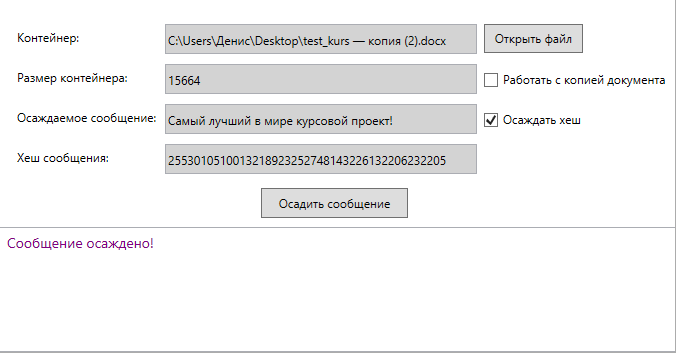 Контейнер: C:\Users\Денис\Desktop\test_kurs — копия (2).docx Открыть файл
Размер контейнера: 15664 Работать с копией документа
Осаждаемое сообщение: Самый лучший в мире курсовой проект! Осаждать хеш
Хеш сообщения: 2553010510013218923252748143226132206232205
Осадить сообщение
Сообщение осаждено!